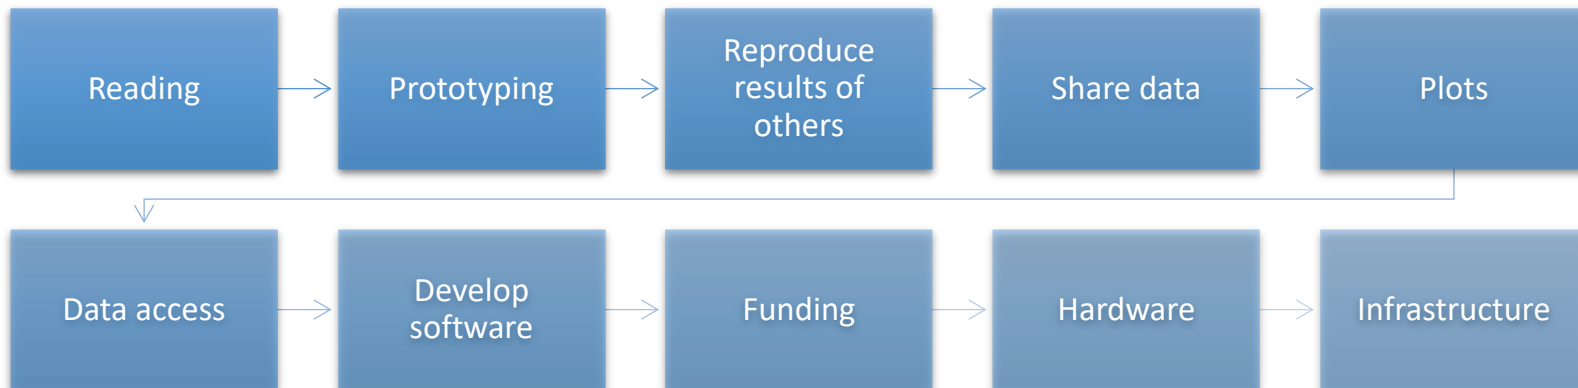 Reading
Prototyping
Reproduce
results of
others
Share data
Plots
Data access
Develop
software
Funding
Hardware
Infrastructure